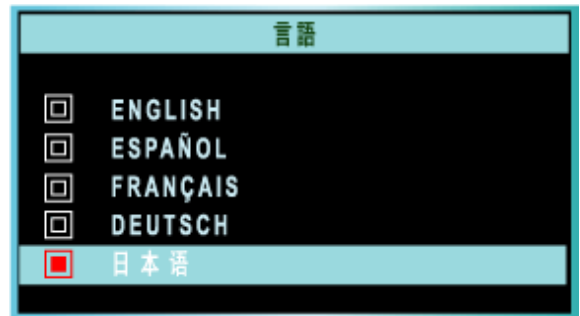 言語
ENGLISH
ESPAÑOL
FRANÇAIS
DEUTSCH
日本语